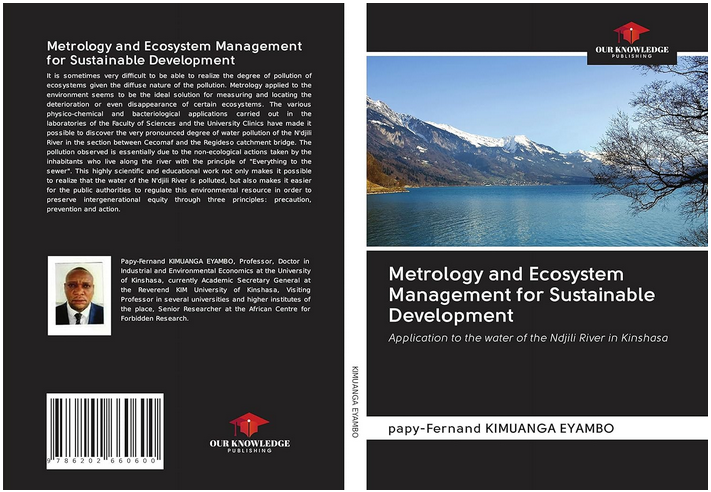 Metrology and Ecosystem Management
for Sustainable Development
It is sometimes very difficult to be able to realize the degree of pollution of
ecosystems given the diffuse nature of the pollution. Metrology applied to the
environment seems to be the ideal solution for measuring and locating the
deterioration or even disappearance of certain ecosystems. The various
physico-chemical and bacteriological applications carried out in the
laboratories of the Faculty of Sciences and the University Clinics have made it
possible to discover the very pronounced degree of water pollution of the N'djili
River in the section between Cecomaf and the Regideso catchment bridge. The
pollution observed is essentially due to the non-ecological actions taken by the
inhabitants who live along the river with the principle of "Everything to the
sewer". This highly scientific and educational work not only makes it possible
to realize that the water of the N'djili River is polluted, but also makes it easier
for the public authorities to regulate this environmental resource in order to
preserve intergenerational equity through three principles: precaution,
prevention and action.
Papy-Fernand KIMUANGA EYAMBO, Professor, Doctor in
Industrial and Environmental Economics at the University
of Kinshasa, currently Academic Secretary General at
the Reverend KIM University of Kinshasa, Visiting
Professor in several universities and higher institutes of
the place, Senior Researcher at the African Centre for
Forbidden Research.
9 786202 660600
OUR KNOWLEDGE
PUBLISHING
KIMUANGA EYAMBO
OUR KNOWLEDGE
PUBLISHING
Metrology and Ecosystem
Management for Sustainable
Development
Application to the water of the Ndjili River in Kinshasa
papy-Fernand KIMUANGA EYAMBO